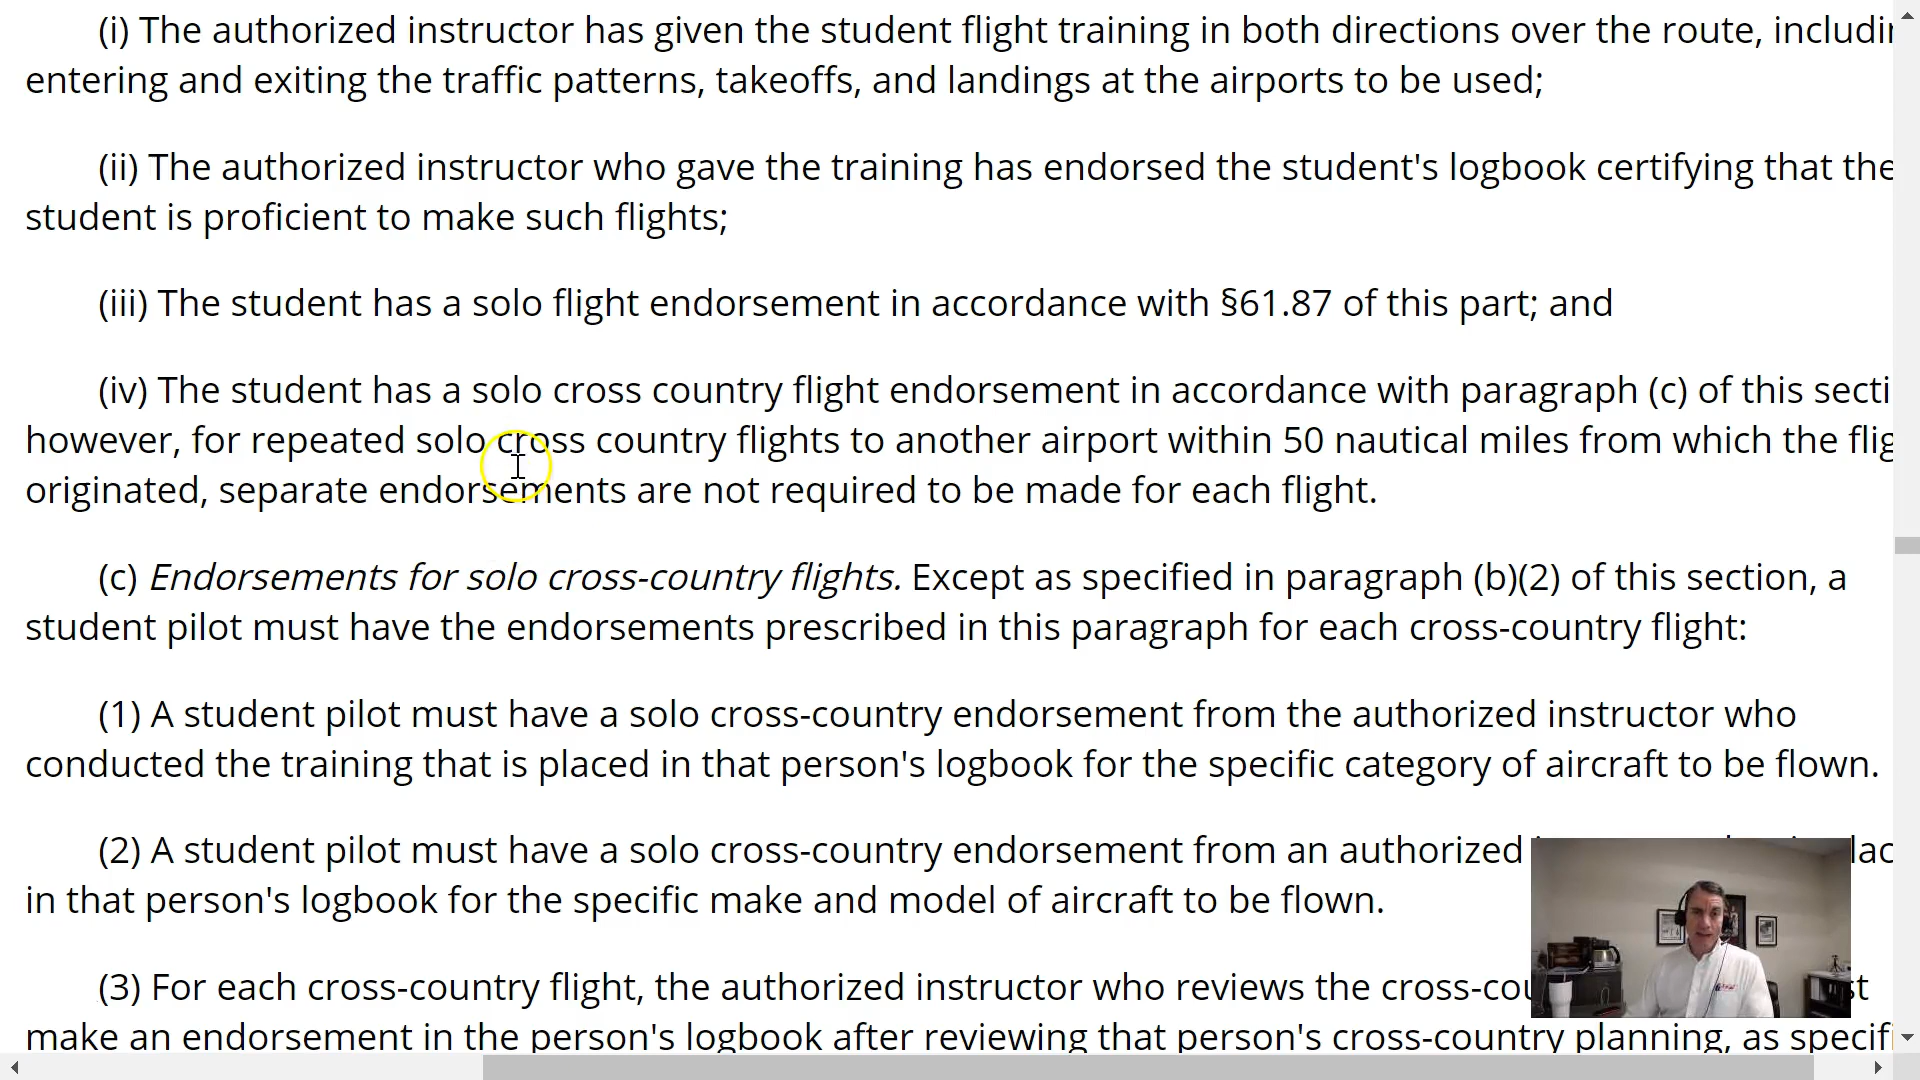 (i) The authorized instructor has given the student flight training in both directions over the route,
entering and exiting the traffic patterns, takeoffs, and landings at the airports to be used;
(ii) The authorized instructor who gave the training has endorsed the student's logbook certifying that the
student is proficient to make such flights;
(iii) The student has a solo flight endorsement in accordance with §61.87 of this part; and
(iv) The student has a solo cross country flight endorsement in accordance with paragraph (c) of this
however, for repeated solo cross country flights to another airport within 50 nautical miles from which the
originated, separate endorsements are not required to be made for each flight.
(c) Endorsements for solo cross-country flights. Except as specified in paragraph (b)(2) of this section, a
student pilot must have the endorsements prescribed in this paragraph for each cross-country flight:
(1) A student pilot must have a solo cross-country endorsement from the authorized instructor who
conducted the training that is placed in that person's logbook for the specific category of aircraft to be flown.
(2) A student pilot must have a solo cross-country endorsement from an authorized
in that person's logbook for the specific make and model of aircraft to be flown.
(3) For each cross-country flight, the authorized instructor who reviews the
make an endorsement in the person's logbook after reviewing that person's cross-country planning, as